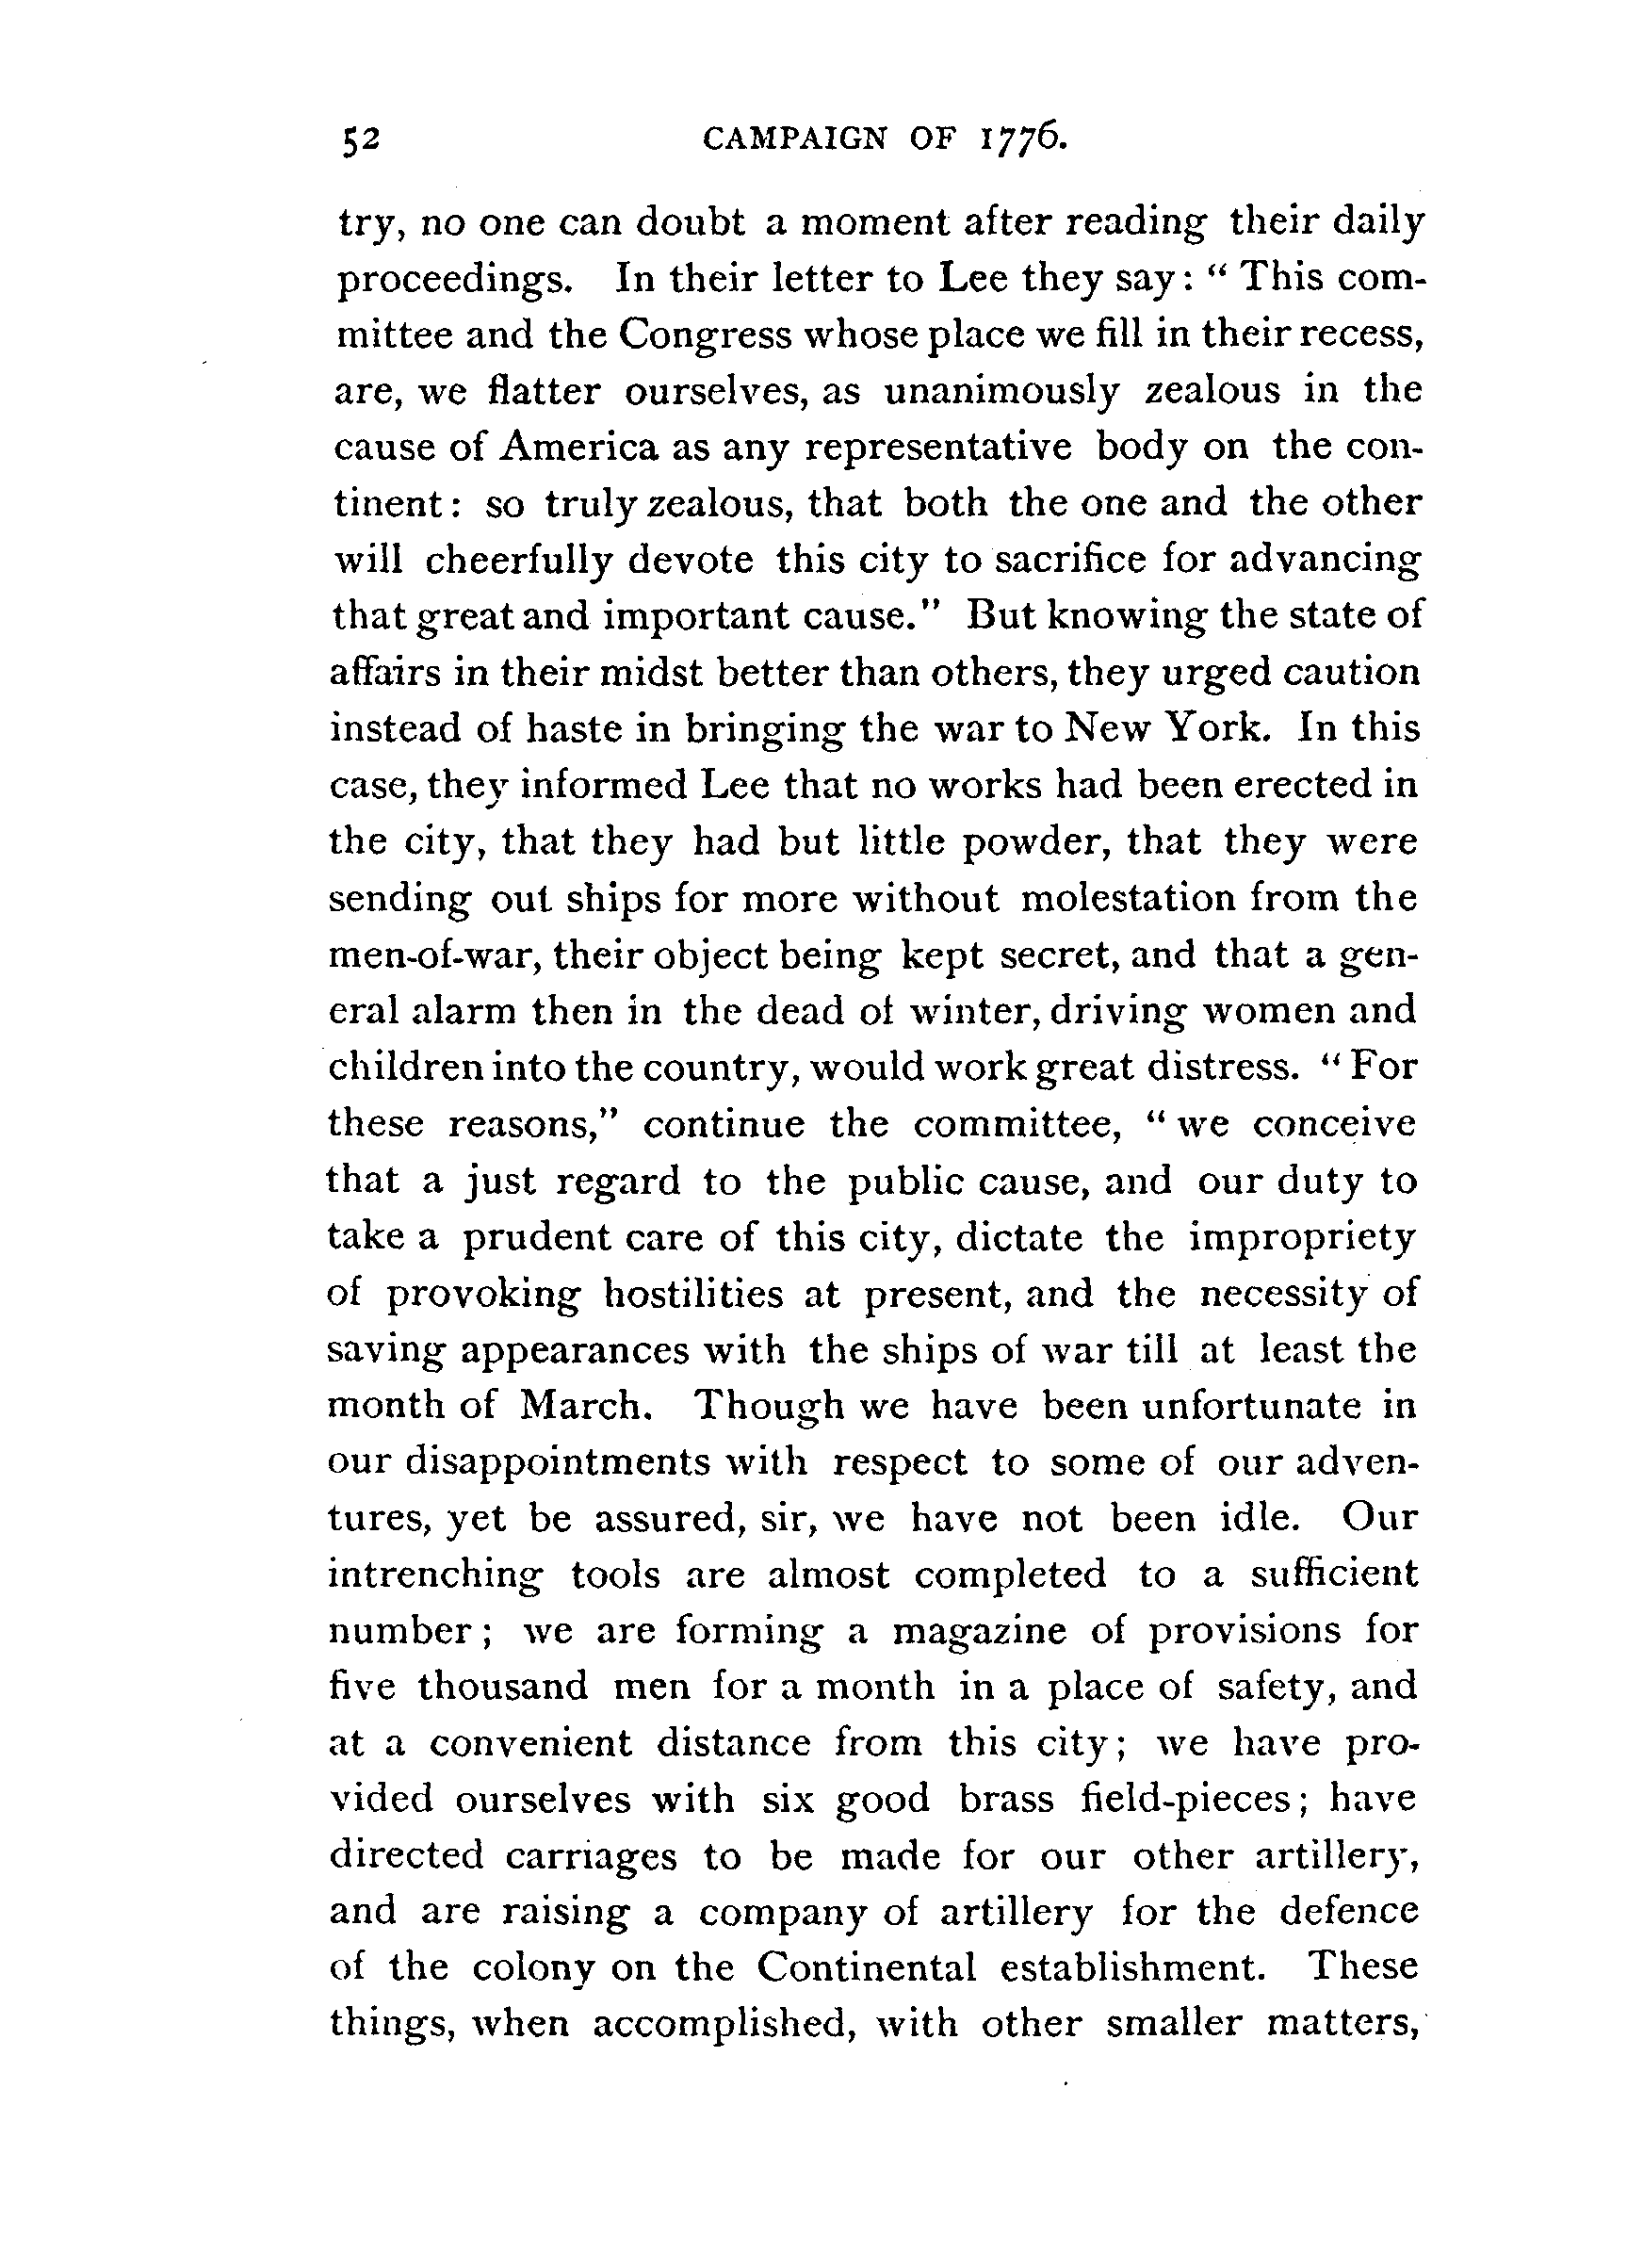 52 CAMPAIGN OF 1776.
try, no one can doubt a moment after reading their daily
proceedings. In their letter to Lee they say: " This com-
mittee and the Congress whose place we fill in their recess,
are, we flatter ourselves, as unanimously zealous in the
cause of America as any representative body on the con-
tinent: so truly zealous, that both the one and the other
will cheerfully devote this city to sacrifice for advancing
that great and important cause." But knowing the state of
affairs in their midst better than others, they urged caution
instead of haste in bringing the war to New York. In this
case, they informed Lee that no works had been erected in
the city, that they had but little powder, that they were
sending out ships for more without molestation from the
men-of-war, their object being kept secret, and that a gen-
eral alarm then in the dead of winter, driving women and
children into the country, would work great distress. " For
these reasons," continue the committee, " we conceive
that a just regard to the public cause, and our duty to
take a prudent care of this city, dictate the impropriety
of provoking hostilities at present, and the necessity of
saving appearances with the ships of war till at least the
month of March. Though we have been unfortunate in
our disappointments with respect to some of our adven-
tures, yet be assured, sir, we have not been idle. Our
intrenching tools are almost completed to a sufficient
number; we are forming a magazine of provisions for
five thousand men for a month in a place of safety, and
at a convenient distance from this city; we have pro-
vided ourselves with six good brass field-pieces; have
directed carriages to be made for our other artillery,
and are raising a company of artillery for the defence
of the colony on the Continental establishment. These
things, when accomplished, with other smaller matters,